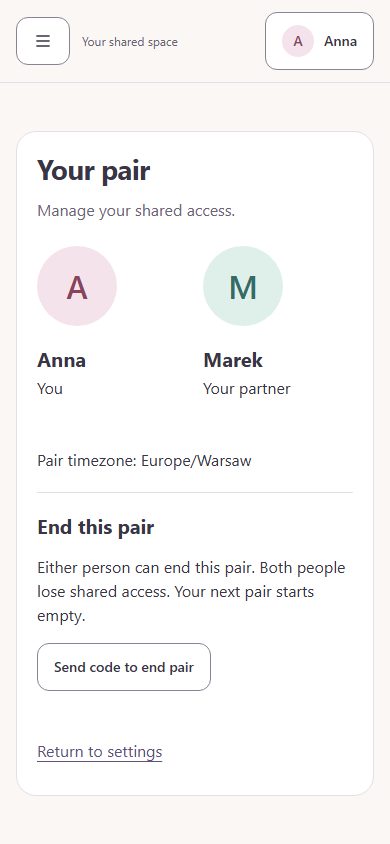 Your shared space
A
Anna
Your pair
Manage your shared access.
A
M
Anna
Marek
You
Your partner
Pair timezone: Europe/Warsaw
End this pair
Either person can end this pair. Both people
lose shared access. Your next pair starts
empty.
Send code to end pair
Return to settings